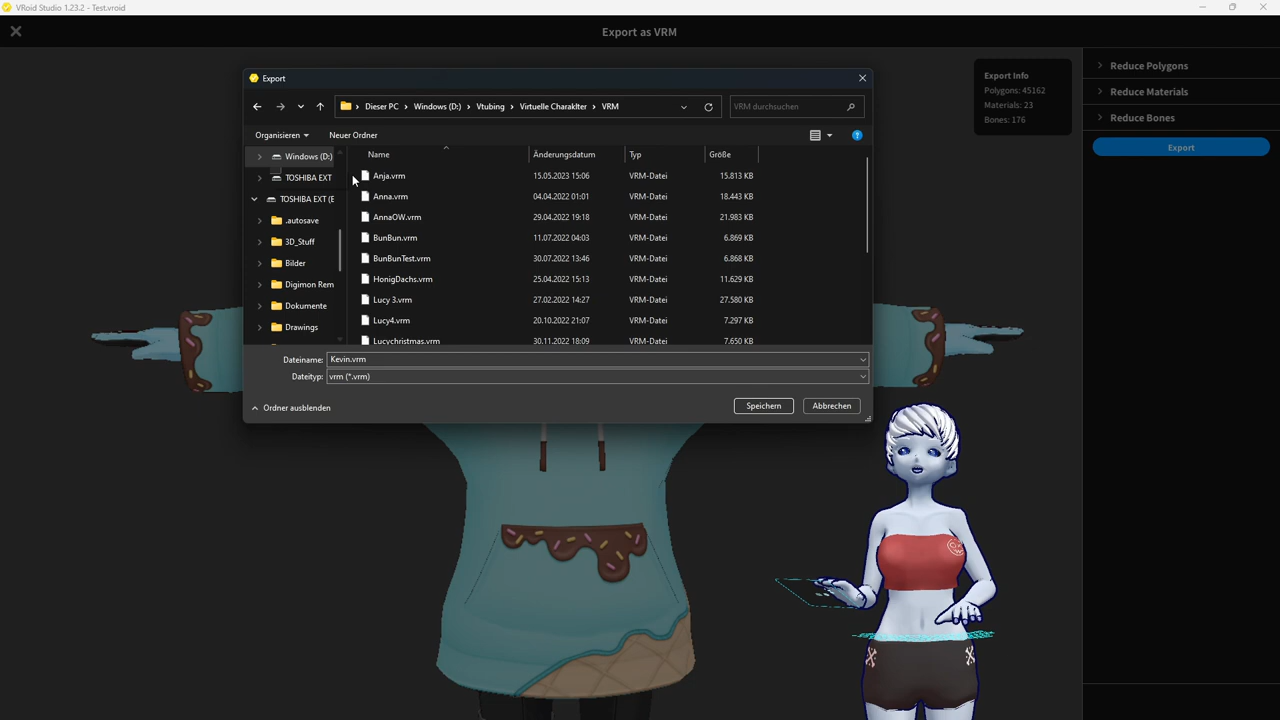 VRoid Studio 1.23.2 - Test.vroid
Export as VRM
Export Info
Polygons: 45162
Materials: 23
Bones: 176
Reduce Polygons
Reduce Materials
Reduce Bones
Export
Export
Dieser PC > Windows (D:) > Vtubing > Virtuelle Charakter > VRM
VRM durchsuchen
Organisieren
Neuer Ordner
Windows (D:)
TOSHIBA EXT
TOSHIBA EXT (E
.autosave
3D_Stuff
Bilder
Digimon Rem
Dokumente
Drawings
Name Änderungsdatum Typ Größe
Anja.vrm 15.05.2023 15:06 VRM-Datei 15.813 KB
Anna.vrm 04.04.2022 01:01 VRM-Datei 18.443 KB
AnnaOW.vrm 29.04.2022 19:18 VRM-Datei 21.983 KB
BunBun.vrm 11.07.2022 04:03 VRM-Datei 6.869 KB
BunBunTest.vrm 30.07.2022 13:46 VRM-Datei 6.868 KB
HonigDachs.vrm 25.04.2022 15:13 VRM-Datei 11.629 KB
Lucy 3.vrm 27.02.2022 14:27 VRM-Datei 27.580 KB
Lucy4.vrm 20.10.2022 21:07 VRM-Datei 7.297 KB
Lucychristmas.vrm 30.11.2022 18:09 VRM-Datei 7.650 KB
Dateiname: Kevin.vrm
Dateityp: vrm (*.vrm)
Ordner ausblenden
Speichern
Abbrechen